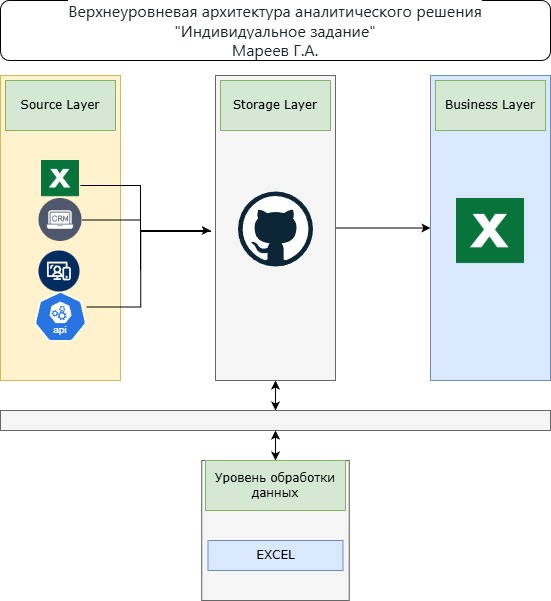 Верхнеуровневая архитектура аналитического решения
"Индивидуальное задание"
Мареев Г.А.
Source Layer
Storage Layer
Business Layer
X
CRM
api
X
Уровень обработки
данных
EXCEL